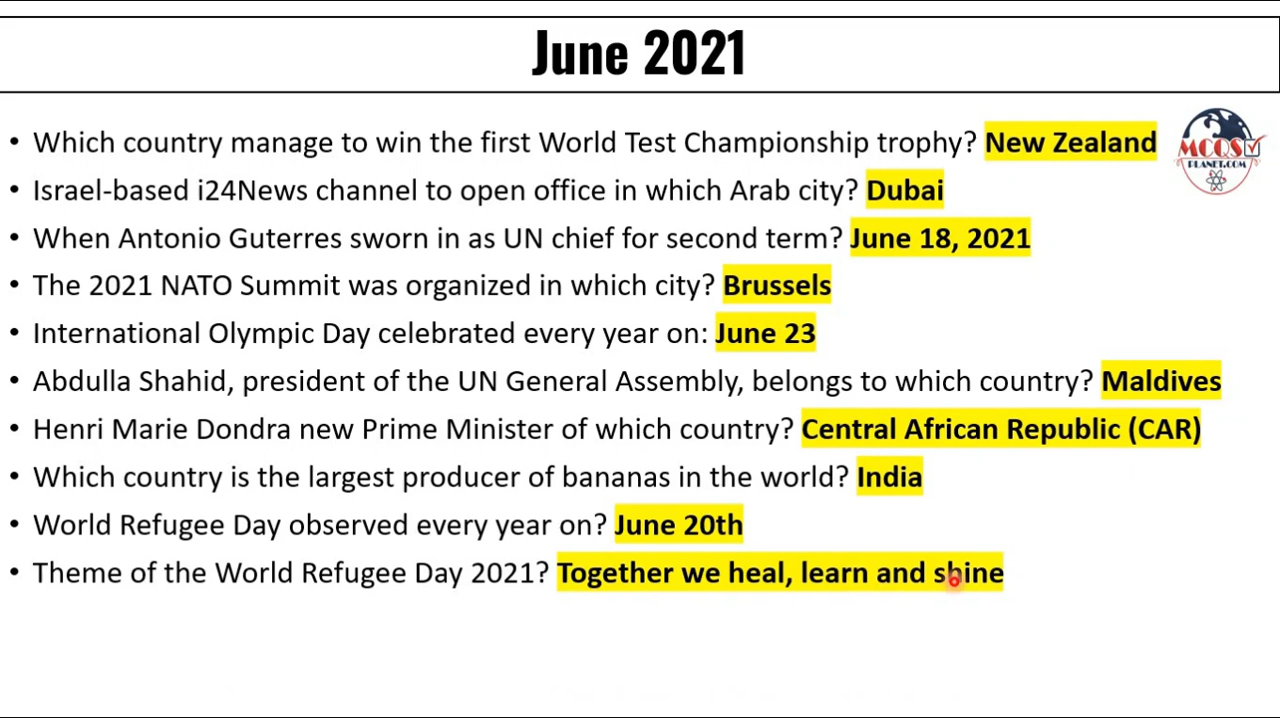 June 2021
• Which country manage to win the first World Test Championship trophy? New Zealand
• Israel-based i24News channel to open office in which Arab city? Dubai
• When Antonio Guterres sworn in as UN chief for second term? June 18, 2021
• The 2021 NATO Summit was organized in which city? Brussels
• International Olympic Day celebrated every year on: June 23
• Abdulla Shahid, president of the UN General Assembly, belongs to which country? Maldives
• Henri Marie Dondra new Prime Minister of which country? Central African Republic (CAR)
• Which country is the largest producer of bananas in the world? India
• World Refugee Day observed every year on? June 20th
• Theme of the World Refugee Day 2021? Together we heal, learn and shine
MCQS
PLANET.COM